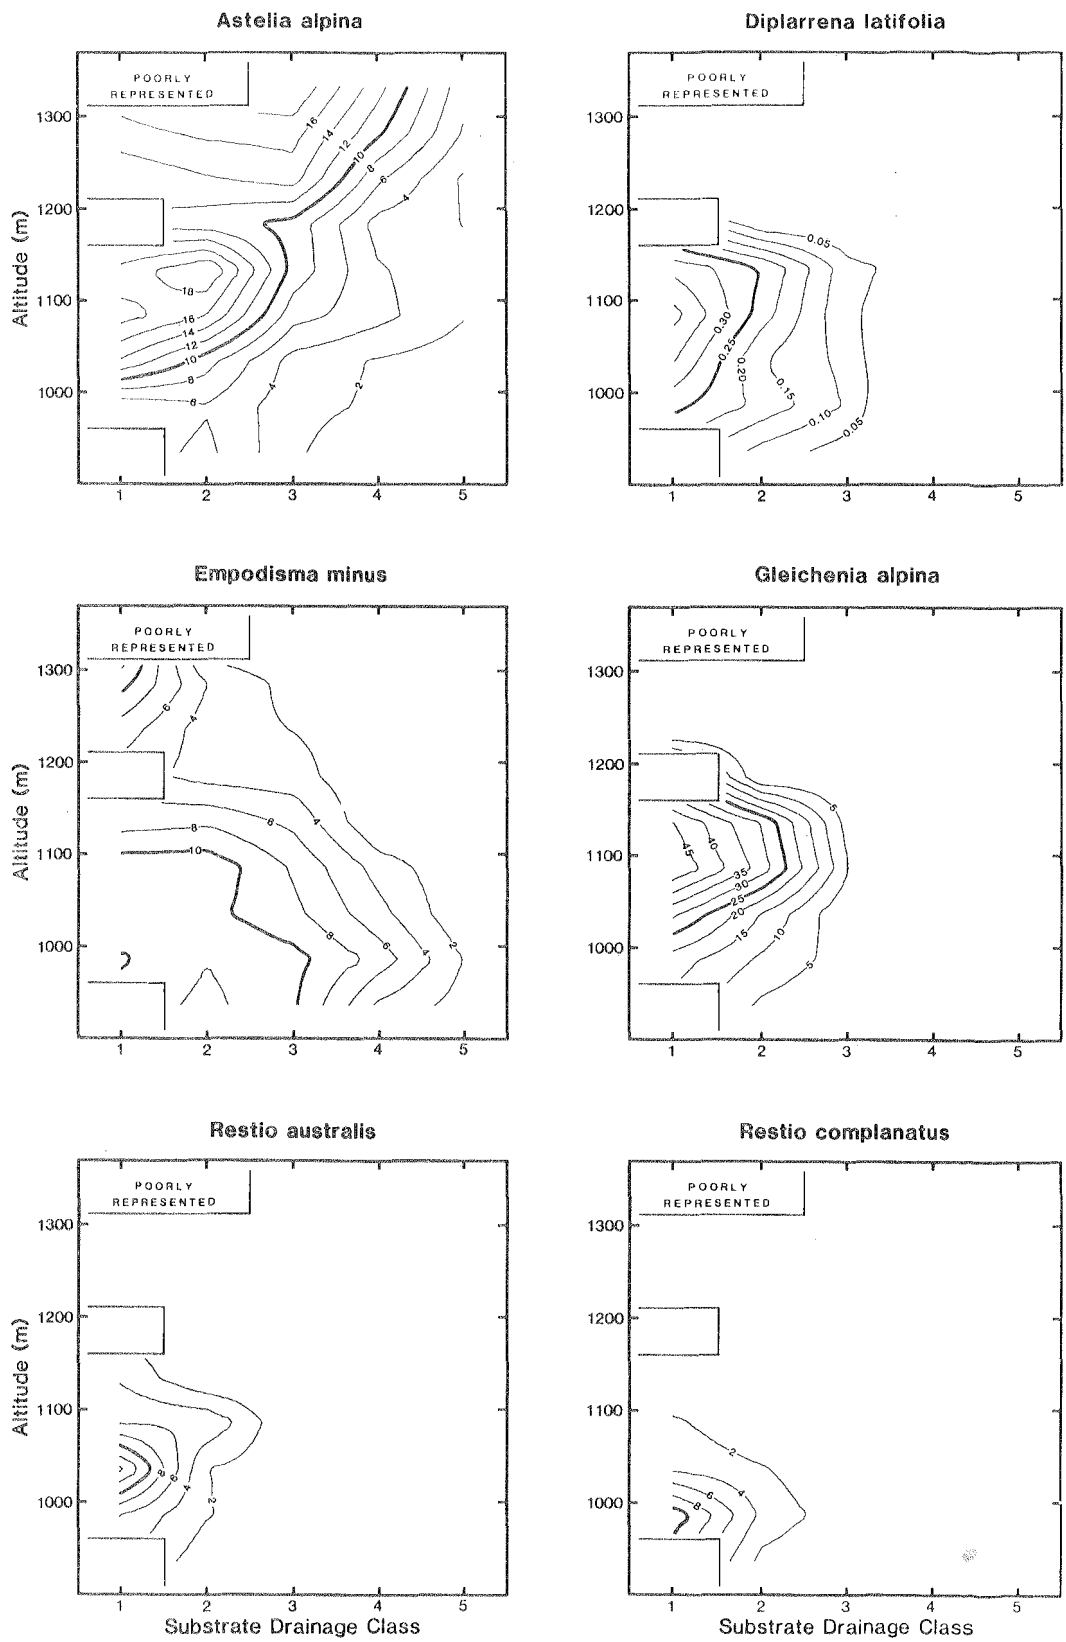 Astelia alpina
POORLY
REPRESENTED
Altitude (m)
1300
1200
1100
1000
16
14
12
10
8
6
4
18
16
14
12
10
8
6
4
2
1 2 3 4 5
Diplarrena latifolia
POORLY
REPRESENTED
1300
1200
1100
1000
0.05
0.30
0.25
0.20
0.15
0.10
0.05
1 2 3 4 5
Empodisma minus
POORLY
REPRESENTED
Altitude (m)
1300
1200
1100
1000
6
4
8
6
4
10
8
6
4
2
1 2 3 4 5
Gleichenia alpina
POORLY
REPRESENTED
1300
1200
1100
1000
5
45
40
35
30
25
20
15
10
5
1 2 3 4 5
Restio australis
POORLY
REPRESENTED
Altitude (m)
1300
1200
1100
1000
8
6
4
2
1 2 3 4 5
Substrate Drainage Class
Restio complanatus
POORLY
REPRESENTED
1300
1200
1100
1000
2
4
6
8
1 2 3 4 5
Substrate Drainage Class